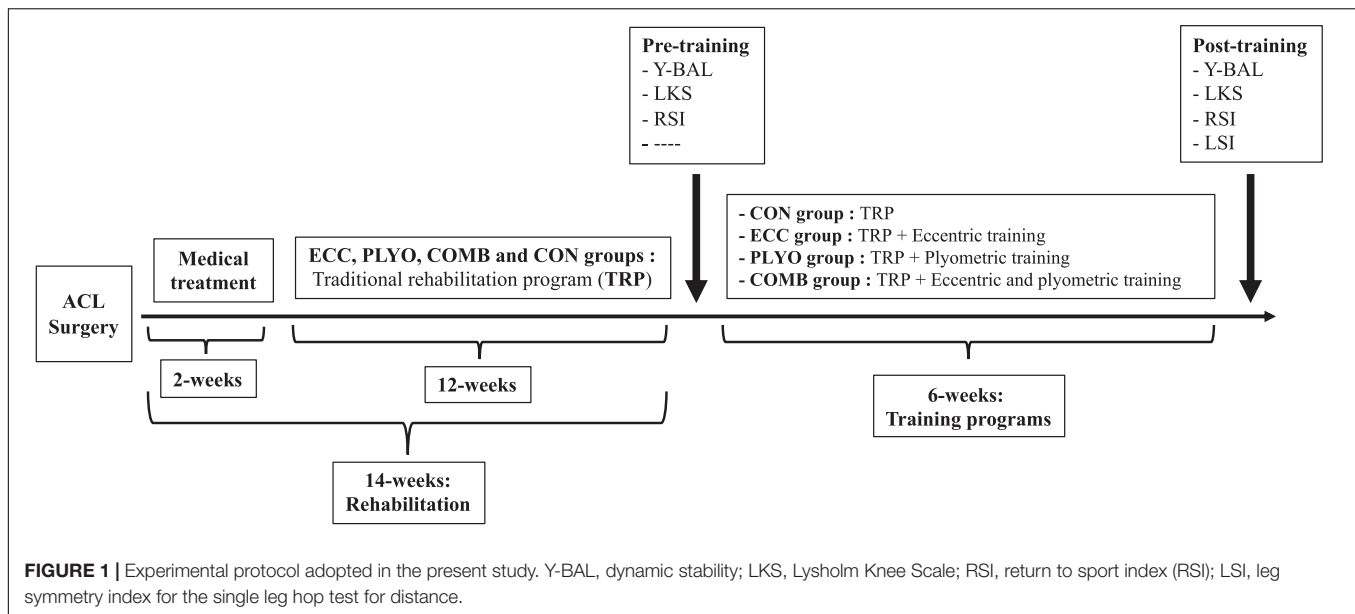 Pre-training
- Y-BAL
- LKS
- RSI
- ----
Post-training
- Y-BAL
- LKS
- RSI
- LSI
ACL
Surgery
Medical
treatment
ECC, PLYO, COMB and CON groups :
Traditional rehabilitation program (TRP)
- CON group : TRP
- ECC group : TRP + Eccentric training
- PLYO group : TRP + Plyometric training
- COMB group : TRP + Eccentric and plyometric training
2-weeks
12-weeks
6-weeks:
Training programs
14-weeks:
Rehabilitation
FIGURE 1 | Experimental protocol adopted in the present study. Y-BAL, dynamic stability; LKS, Lysholm Knee Scale; RSI, return to sport index (RSI); LSI, leg
symmetry index for the single leg hop test for distance.